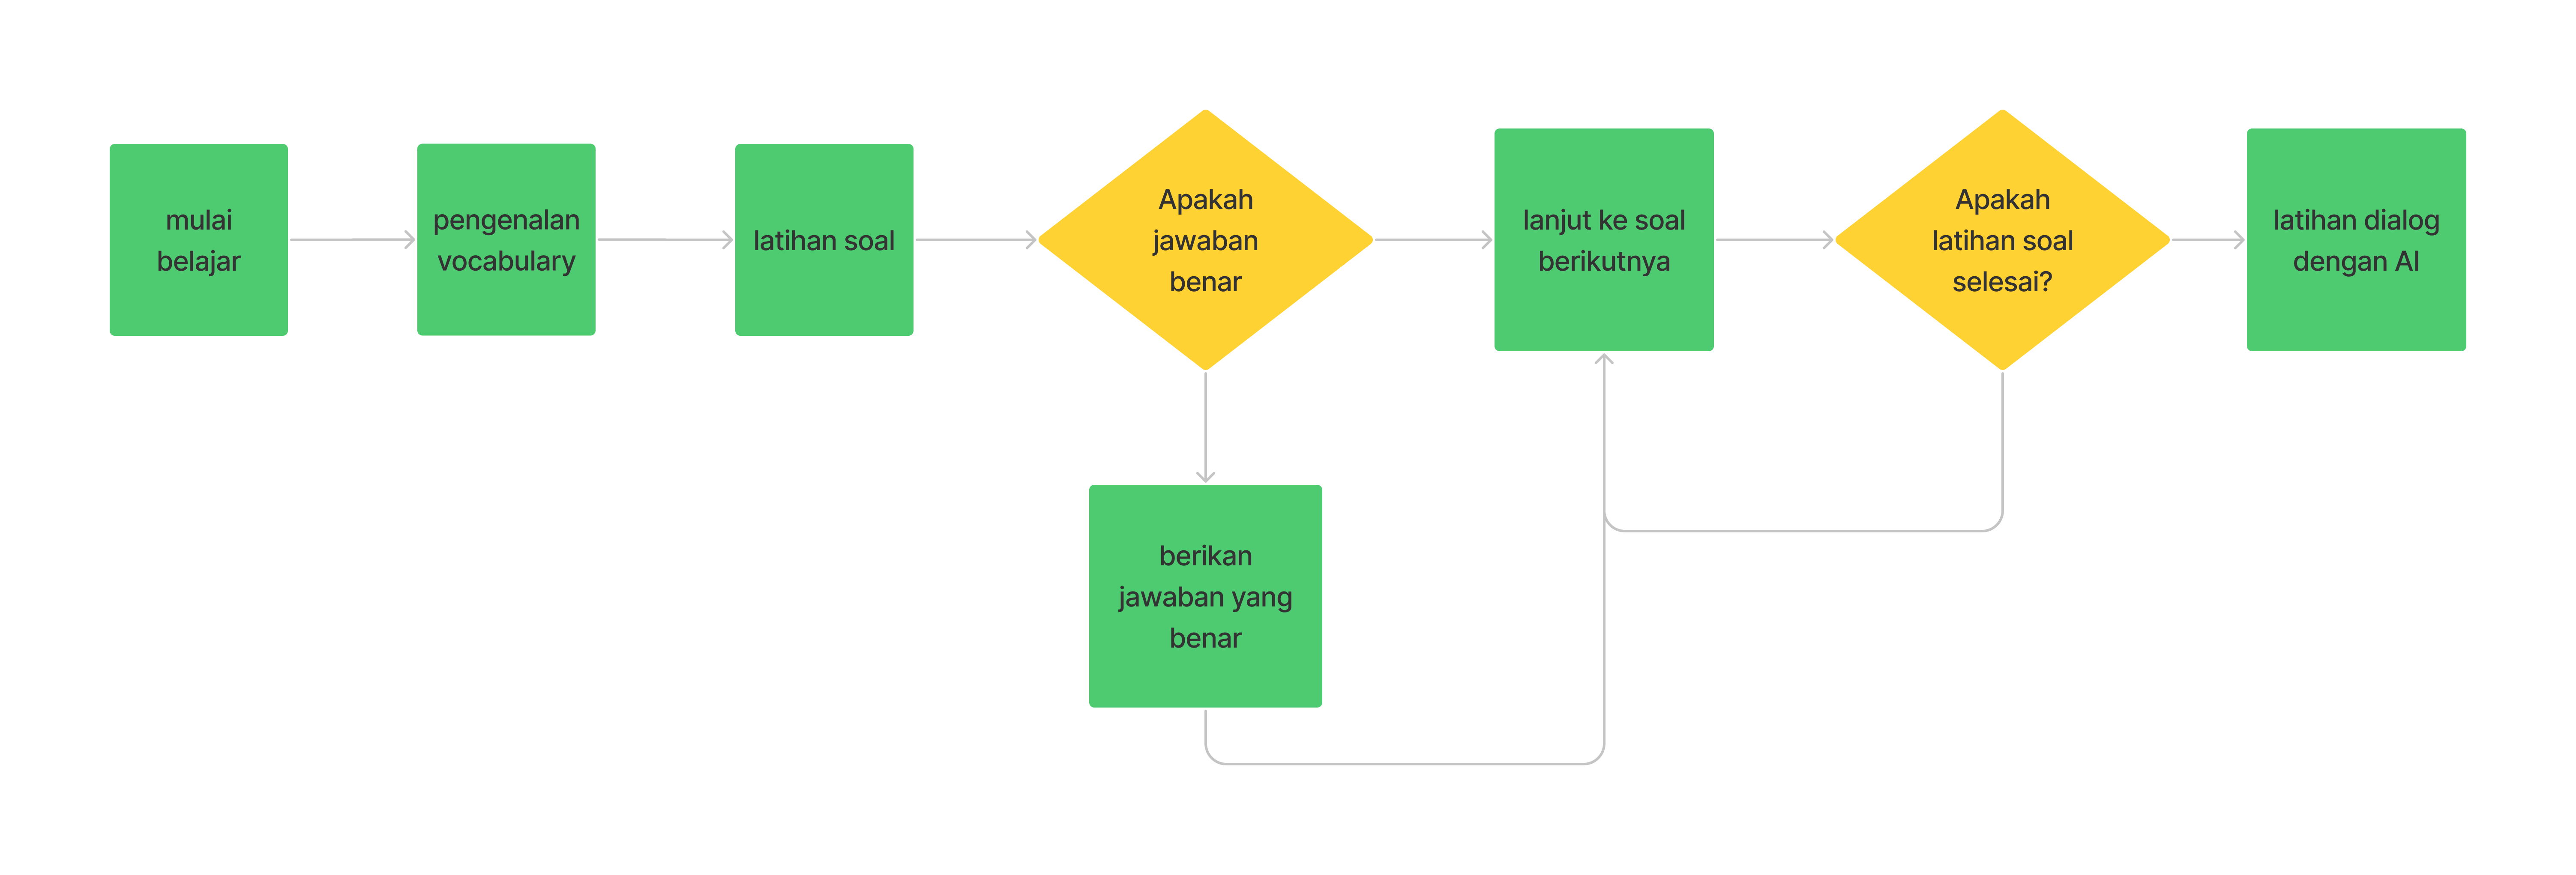 mulai
belajar
pengenalan
vocabulary
latihan soal
Apakah
jawaban
benar
lanjut ke soal
berikutnya
Apakah
latihan soal
selesai?
latihan dialog
dengan AI
berikan
jawaban yang
benar